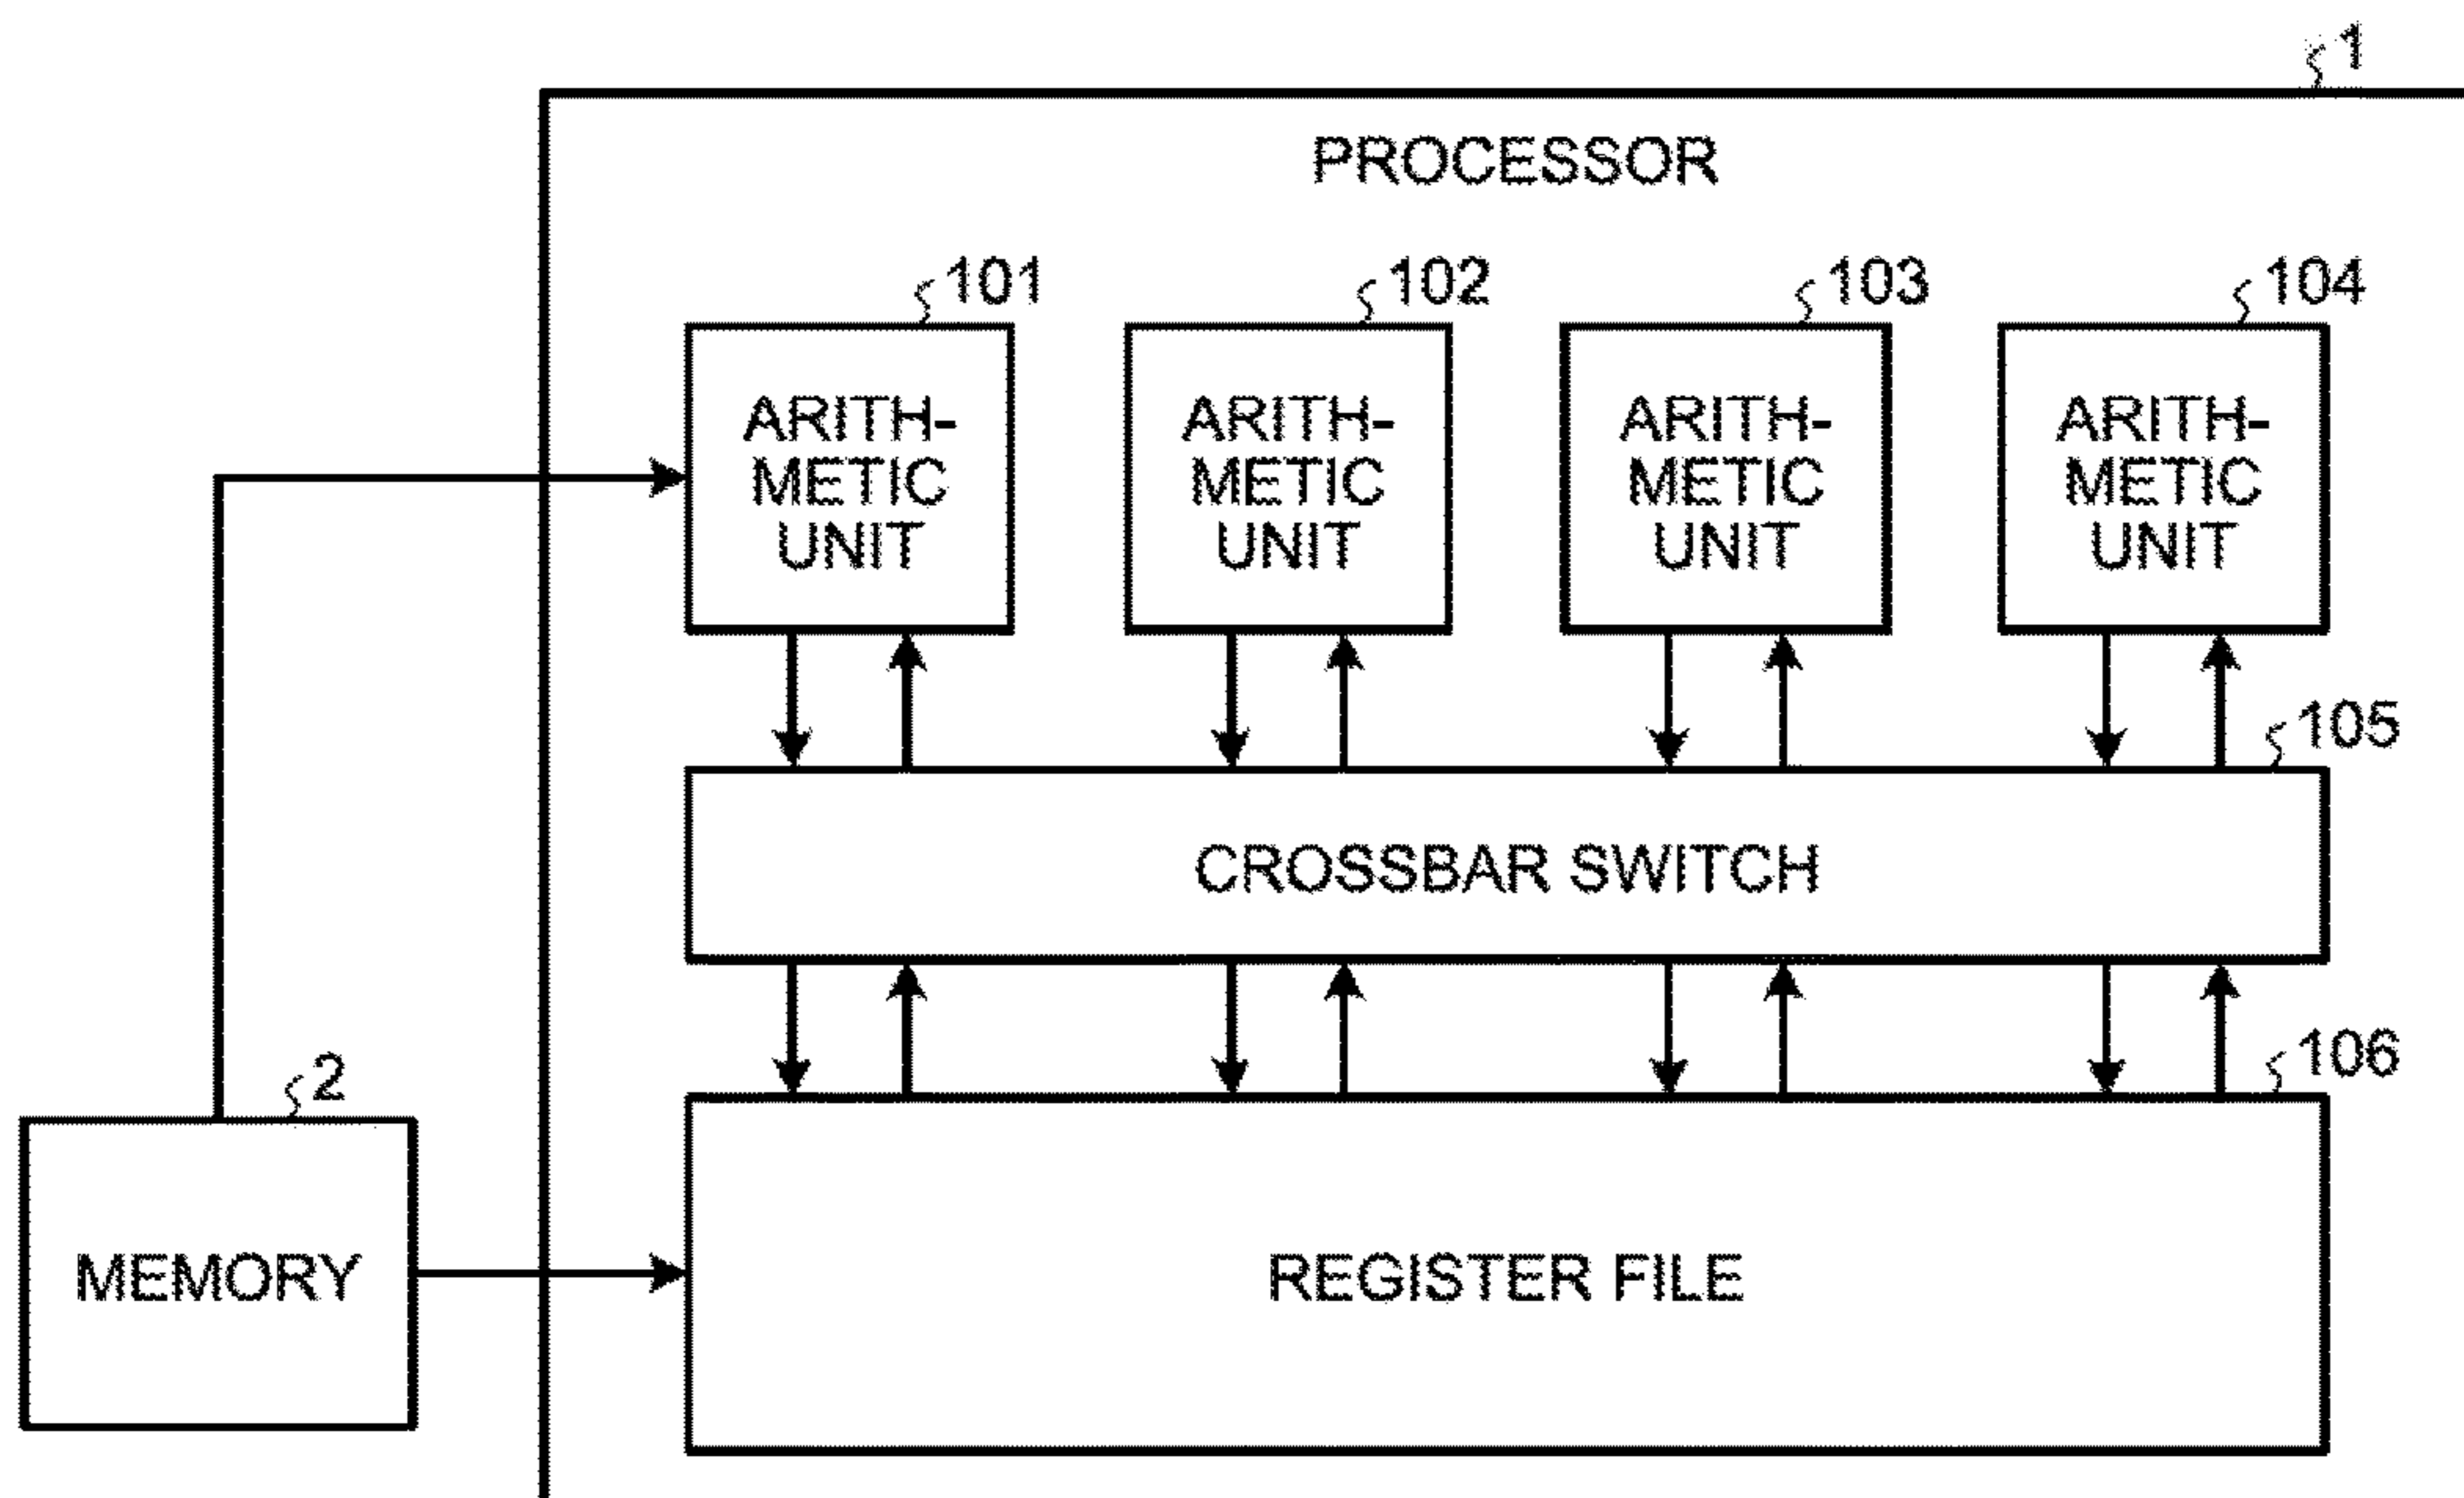 1
PROCESSOR
101
102
103
104
ARITH-
METIC
UNIT
ARITH-
METIC
UNIT
ARITH-
METIC
UNIT
ARITH-
METIC
UNIT
105
CROSSBAR SWITCH
106
2
MEMORY
REGISTER FILE